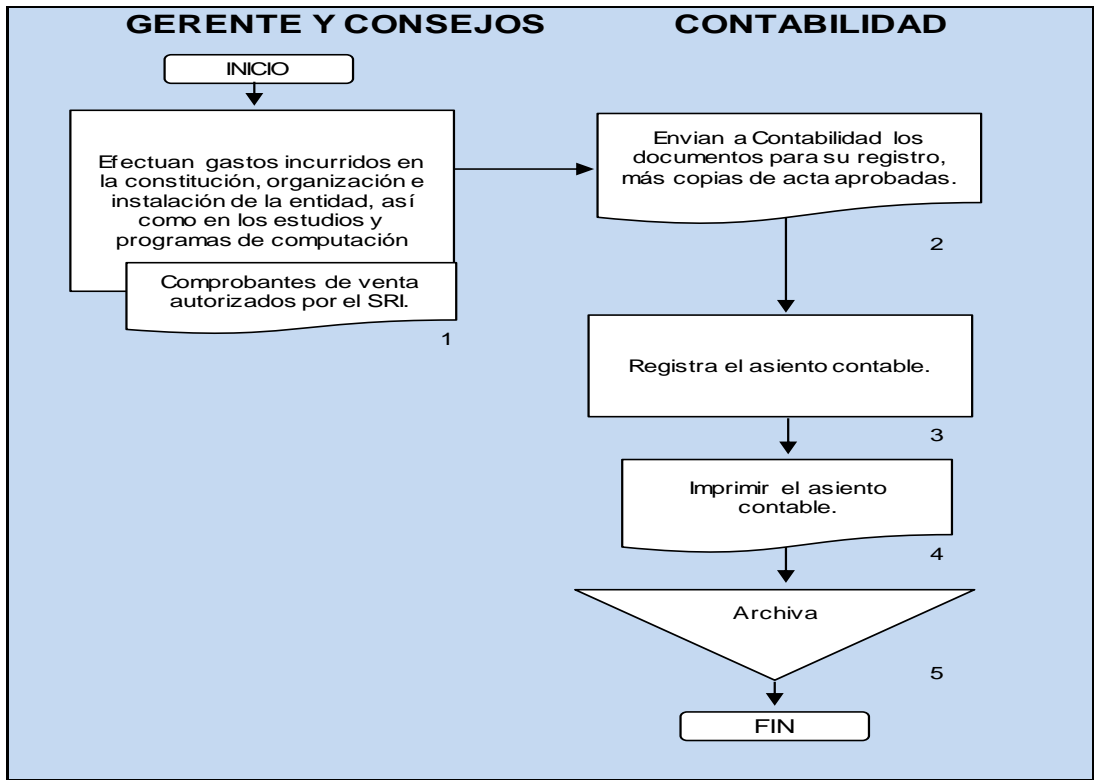 GERENTE Y CONSEJOS
CONTABILIDAD
INICIO
Efectuan gastos incurridos en
la constitución, organización e
instalación de la entidad, así
como en los estudios y
programas de computación
Comprobantes de venta
autorizados por el SRI.
1
Envian a Contabilidad los
documentos para su registro,
más copias de acta aprobadas.
2
Registra el asiento contable.
3
Imprimir el asiento
contable.
4
Archiva
5
FIN